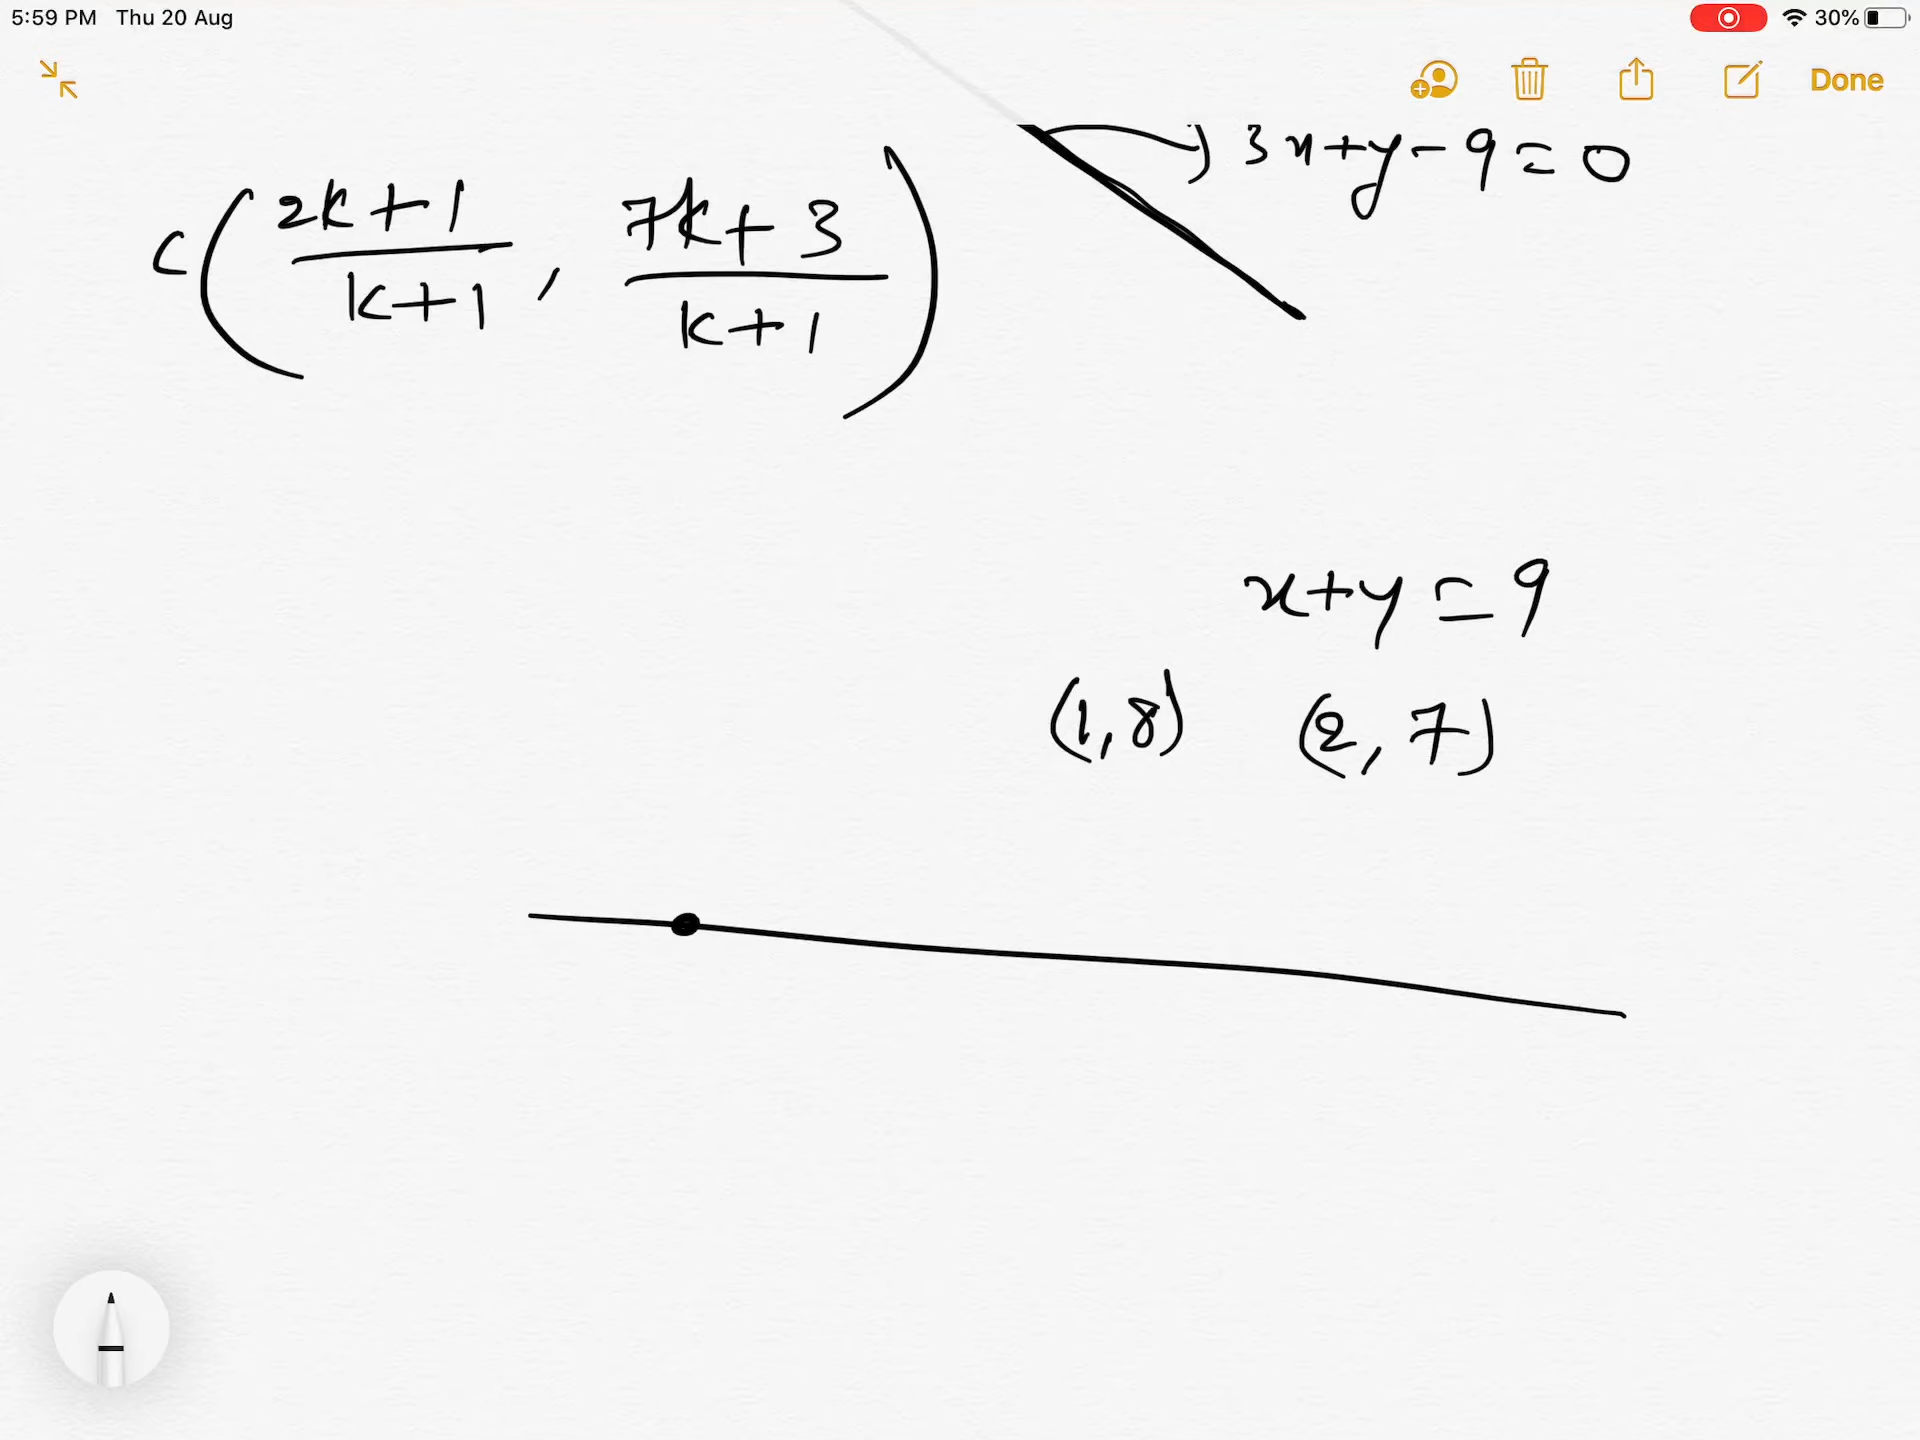 5:59 PM Thu 20 Aug
30%
Done
3x+y-9=0
C(2k+1/k+1, 7k+3/k+1)
x+y=9
(1,8) (2,7)